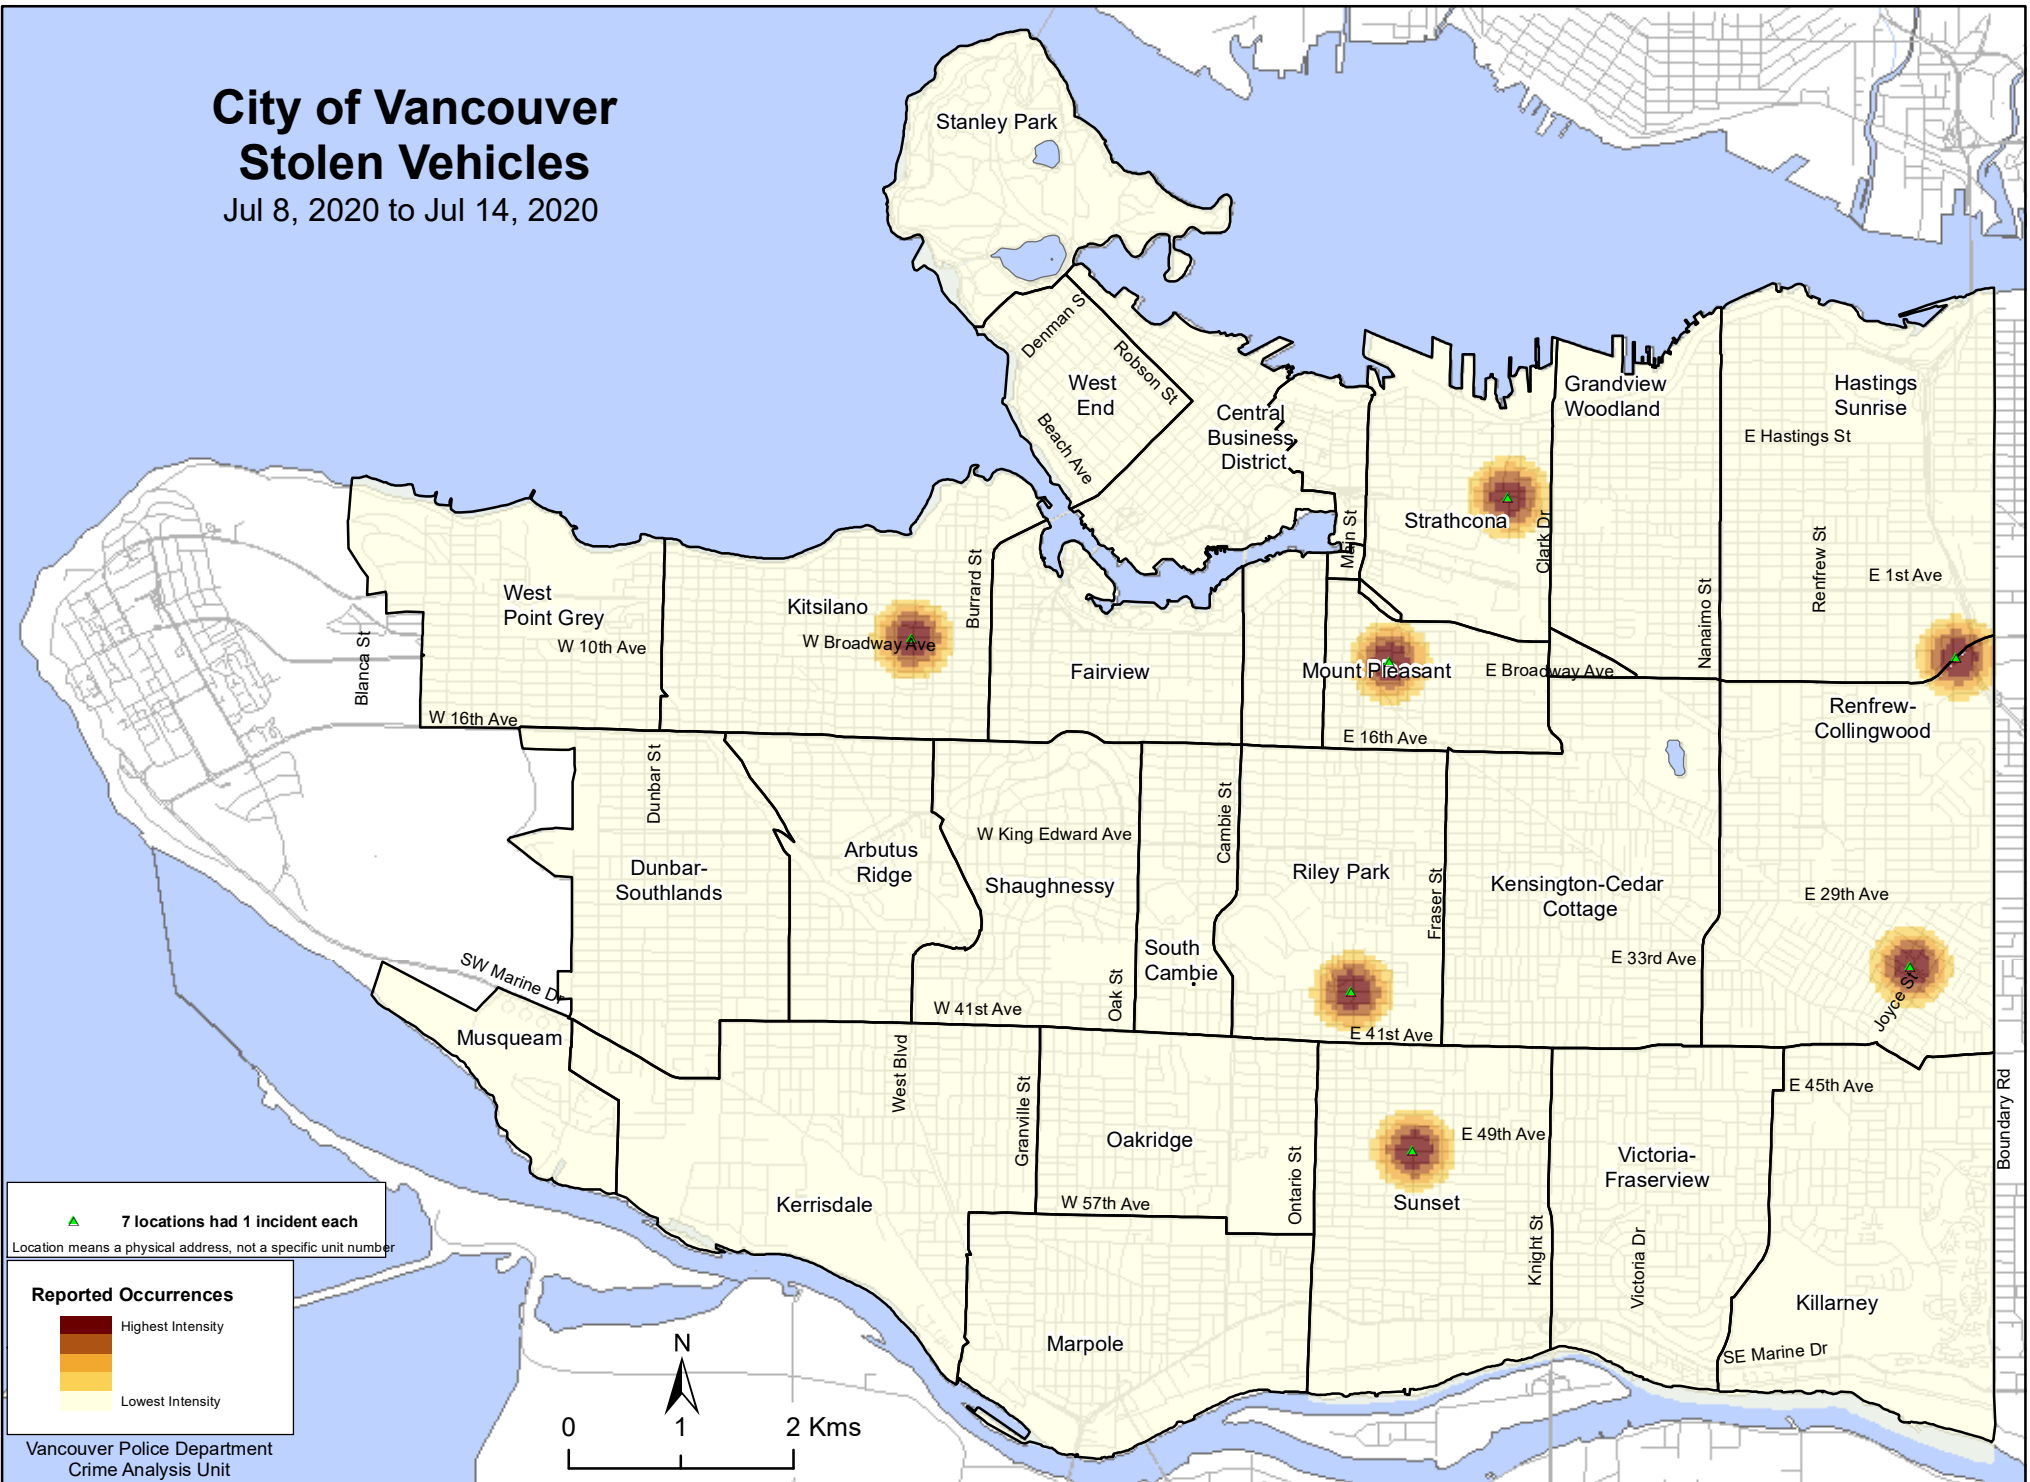 City of Vancouver
Stolen Vehicles
Jul 8, 2020 to Jul 14, 2020
Stanley Park
Denman S
Robson St
West
End
Beach Ave
Central
Business
District
Main St
Strathcona
Clark Dr
Grandview
Woodland
Hastings
Sunrise
E Hastings St
Renfrew St
E 1st Ave
Nanaimo St
West
Point Grey
W 10th Ave
Blanca St
W 16th Ave
Kitsilano
W Broadway Ave
Burrard St
Fairview
Mount Pleasant
E Broadway Ave
E 16th Ave
Renfrew-
Collingwood
Dunbar St
Dunbar-
Southlands
Arbutus
Ridge
W King Edward Ave
Shaughnessy
Cambie St
South
Cambie
Oak St
Riley Park
Fraser St
Kensington-Cedar
Cottage
E 33rd Ave
E 29th Ave
Joyce St
SW Marine Dr
Musqueam
W 41st Ave
E 41st Ave
West Blvd
Granville St
Kerrisdale
Oakridge
W 57th Ave
Ontario St
E 49th Ave
Sunset
Knight St
Victoria-
Fraserview
Victoria Dr
E 45th Ave
Boundary Rd
Killarney
SE Marine Dr
Marpole
7 locations had 1 incident each
Location means a physical address, not a specific unit number
Reported Occurrences
Highest Intensity
Lowest Intensity
Vancouver Police Department
Crime Analysis Unit
N
0 1 2 Kms